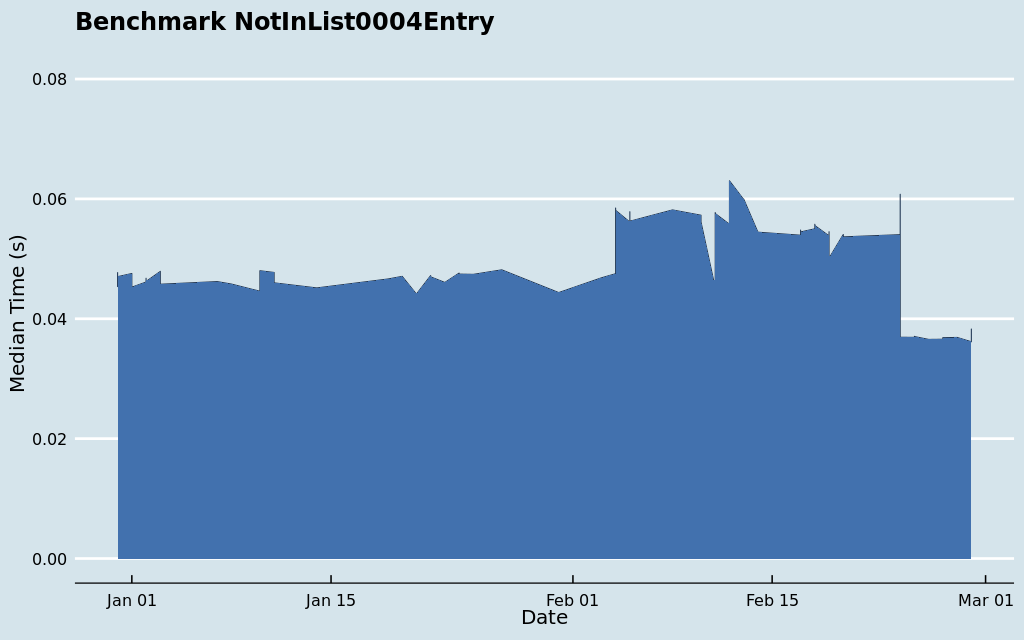 Benchmark NotInList0004Entry
Median Time (s)
0.08
0.06
0.04
0.02
0.00
Jan 01 Jan 15 Feb 01 Feb 15 Mar 01
Date